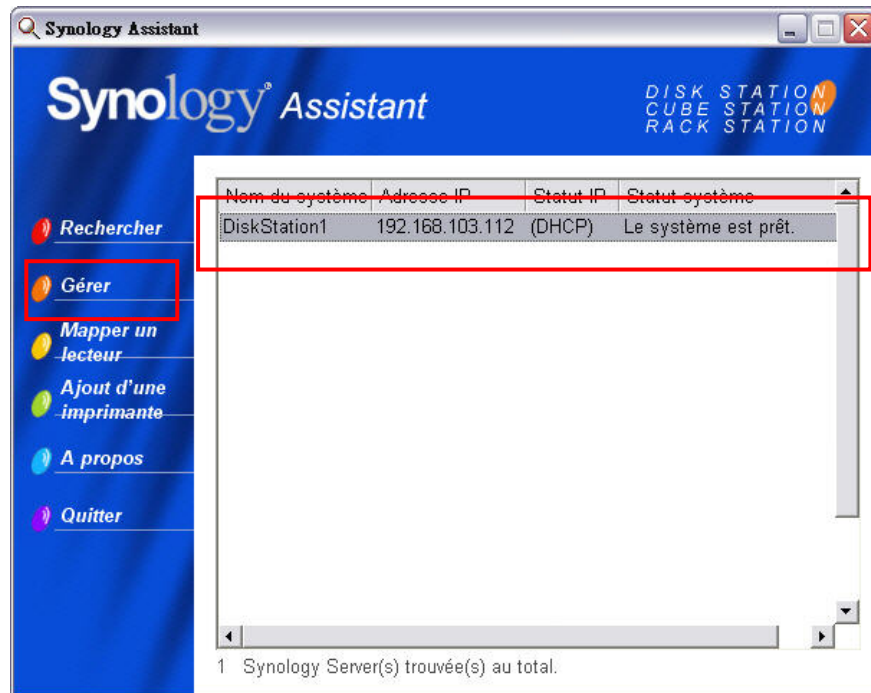 Synology Assistant
Synology® Assistant
DISK STATION
CUBE STATION
RACK STATION
Rechercher
Gérer
Mapper un
lecteur
Ajout d'une
imprimante
A propos
Quitter
Nom du système Adresse IP Statut IP Statut système
DiskStation1 192.168.103.112 (DHCP) Le système est prêt.
1 Synology Server(s) trouvée(s) au total.